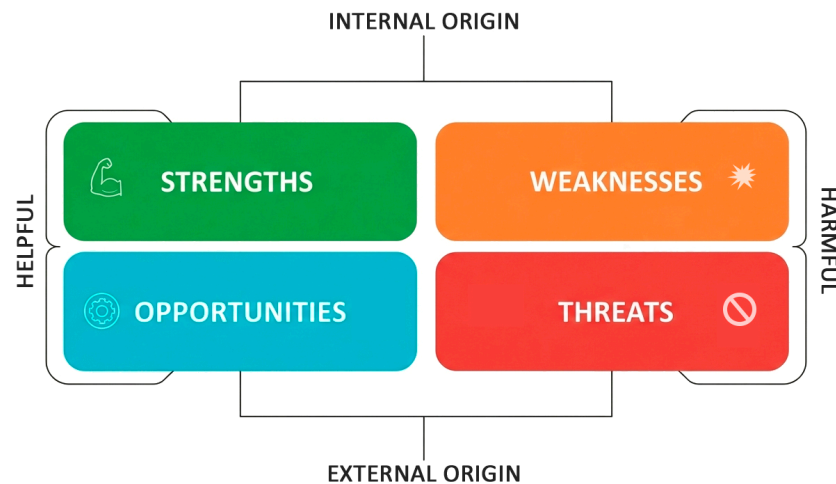 INTERNAL ORIGIN
HELPFUL
STRENGTHS
WEAKNESSES
HARMFUL
OPPORTUNITIES
THREATS
EXTERNAL ORIGIN